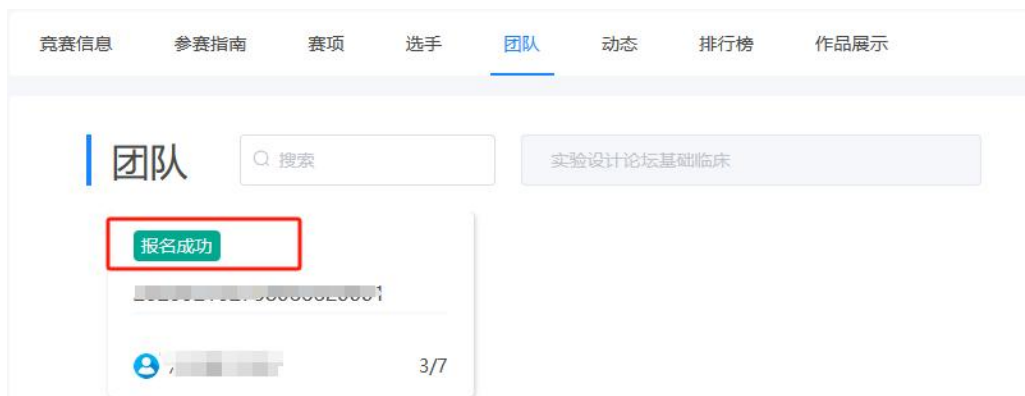 竞赛信息 参赛指南 赛项 选手 团队 动态 排行榜 作品展示
团队 搜索 实验设计论坛基础临床
报名成功
3/7